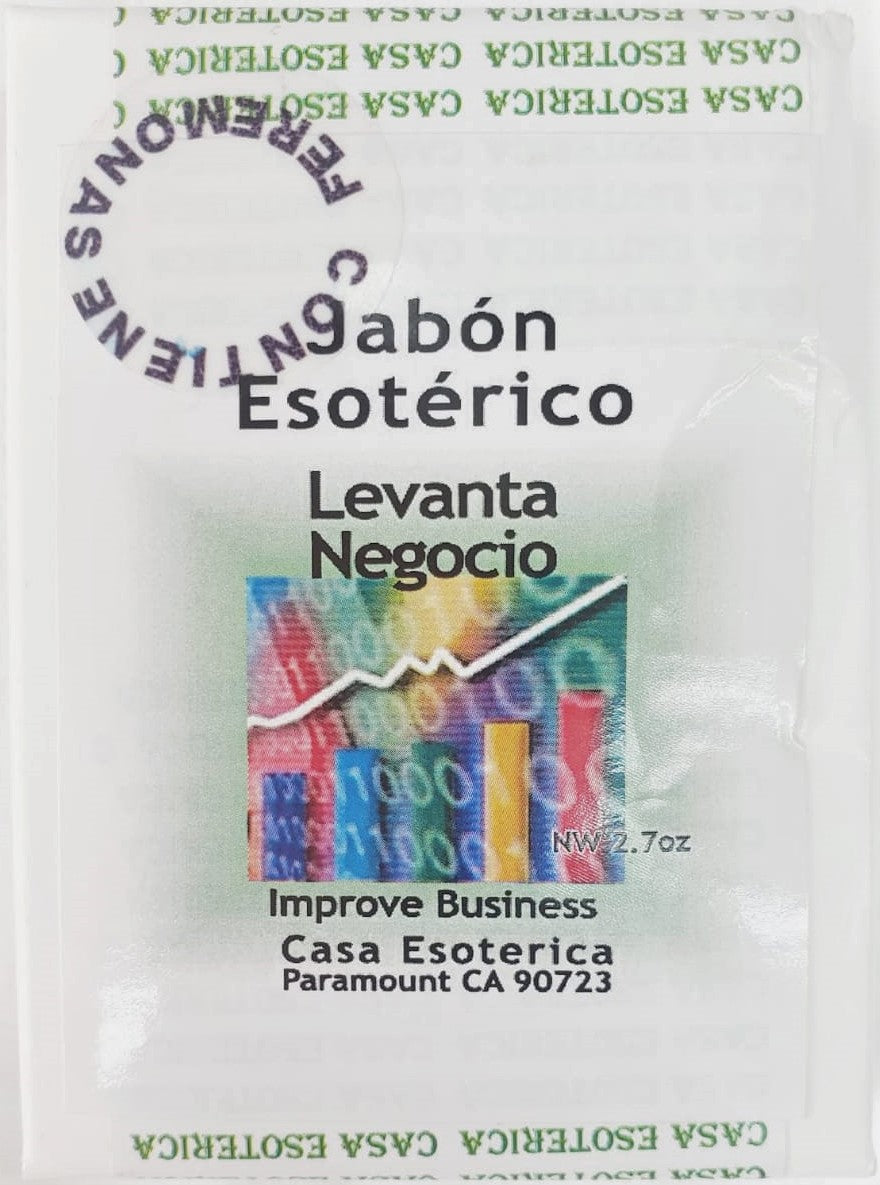 CASA ESOTERICA CASA ESOTERICA
CASA ESOTERICA CASA ESOTERICA
CASA ESOTERICA CASA ESOTERICA
CONTIENE FEREMONAS
Jabón
Esotérico
Levanta
Negocio
NW 2.7oz
Improve Business
Casa Esoterica
Paramount CA 90723
CASA ESOTERICA CASA ESOTERICA